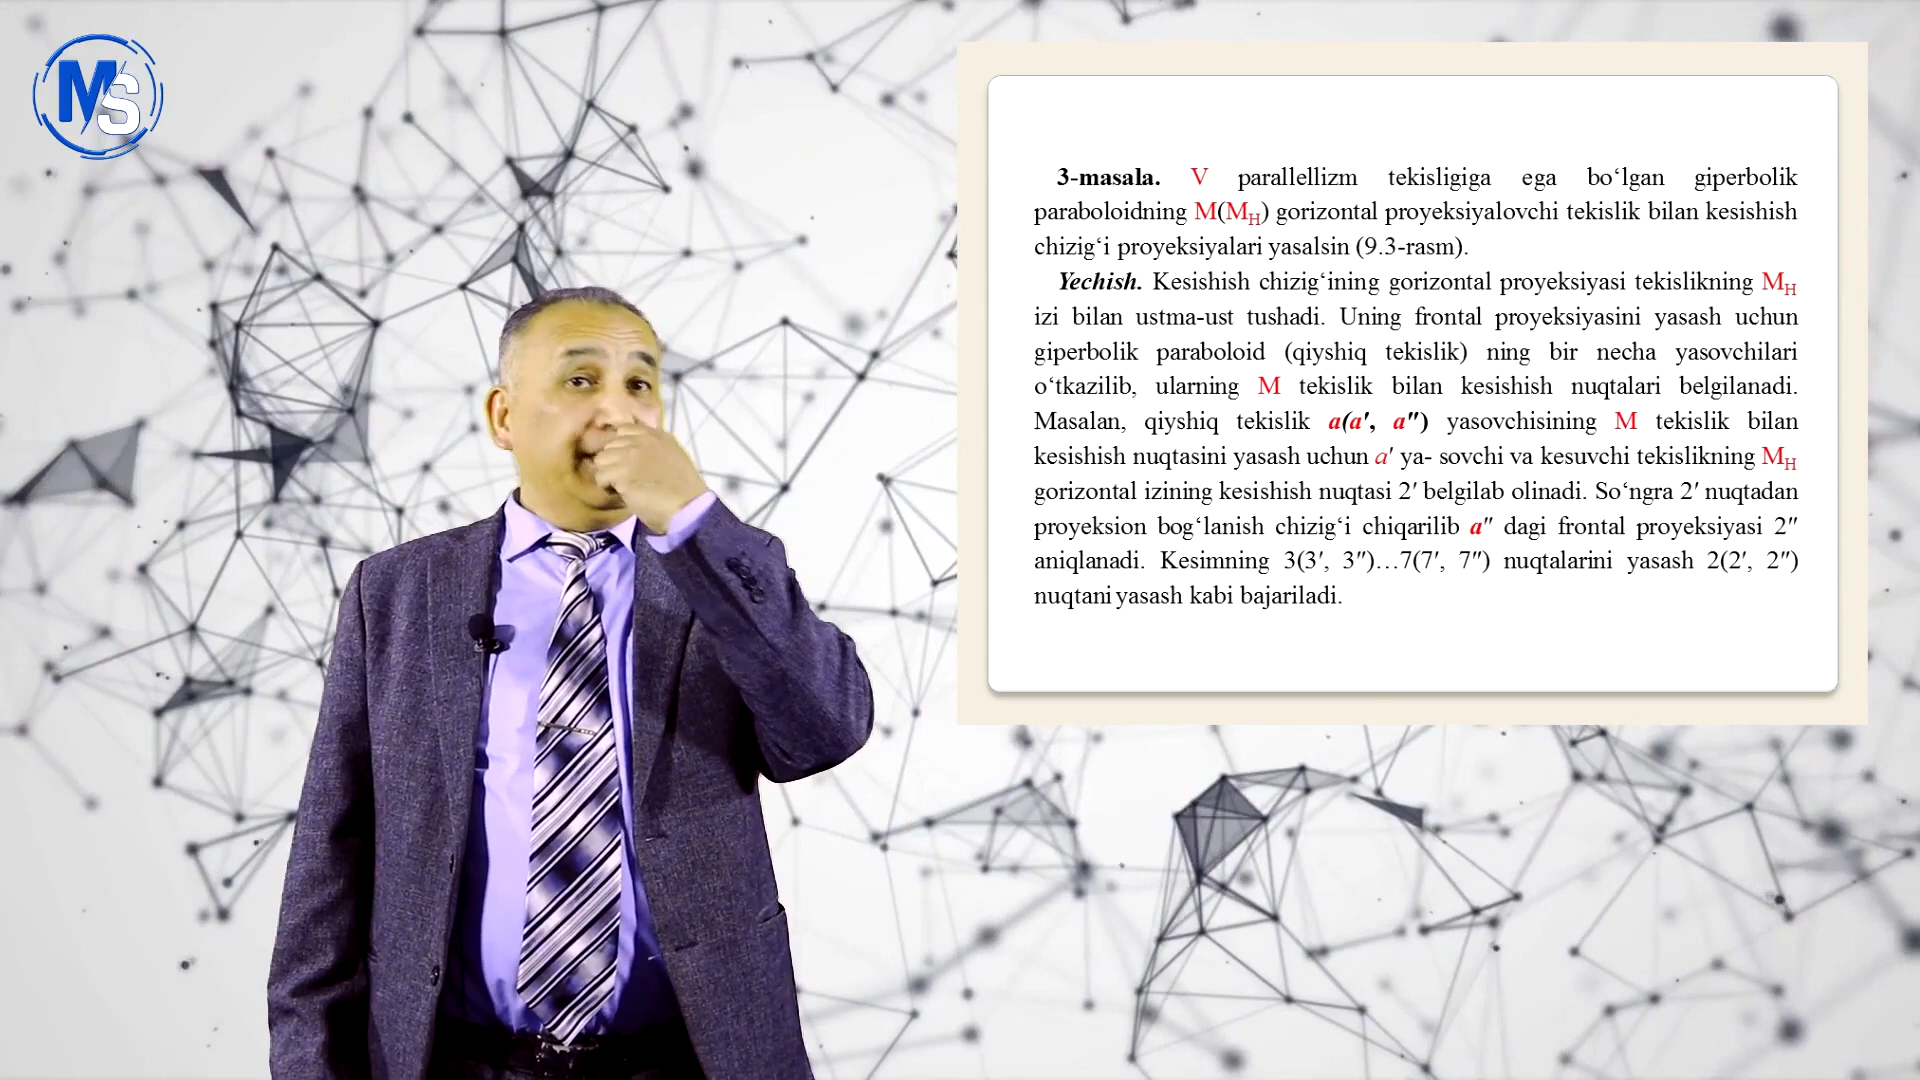 MS
3-masala. V parallellizm tekisligiga ega bo‘lgan giperbolik
paraboloidning M(MH) gorizontal proyeksiyalovchi tekislik bilan kesishish
chizig‘i proyeksiyalari yasalsin (9.3-rasm).
Yechish. Kesishish chizig‘ining gorizontal proyeksiyasi tekislikning MH
izi bilan ustma-ust tushadi. Uning frontal proyeksiyasini yasash uchun
giperbolik paraboloid (qiyshiq tekislik) ning bir necha yasovchilari
o‘tkazilib, ularning M tekislik bilan kesishish nuqtalari belgilanadi.
Masalan, qiyshiq tekislik a(a′, a″) yasovchisining M tekislik bilan
kesishish nuqtasini yasash uchun a′ ya- sovchi va kesuvchi tekislikning MH
gorizontal izining kesishish nuqtasi 2′ belgilab olinadi. So‘ngra 2′ nuqtadan
proyeksion bog‘lanish chizig‘i chiqarilib a″ dagi frontal proyeksiyasi 2″
aniqlanadi. Kesimning 3(3′, 3″)…7(7′, 7″) nuqtalarini yasash 2(2′, 2″)
nuqtani yasash kabi bajariladi.